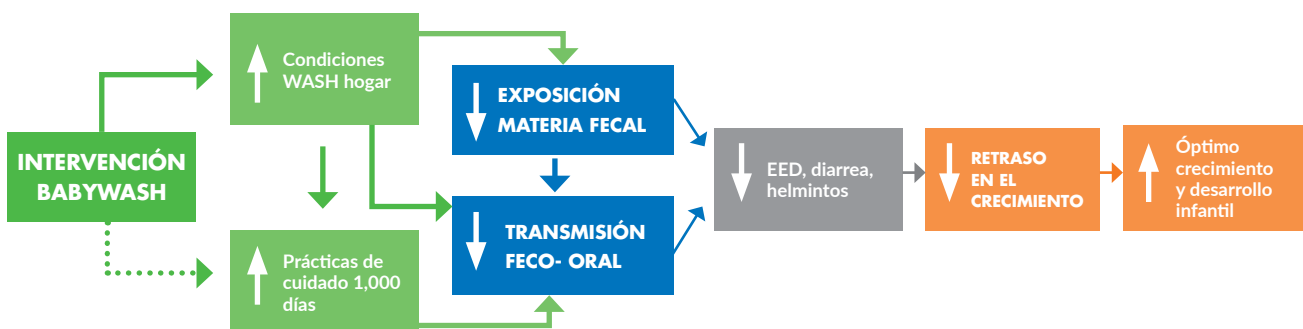 INTERVENCIÓN
BABYWASH
Condiciones
WASH hogar
Prácticas de
cuidado 1,000
días
EXPOSICIÓN
MATERIA FECAL
TRANSMISIÓN
FECO- ORAL
EED, diarrea,
helmintos
RETRASO
EN EL
CRECIMIENTO
Óptimo
crecimiento
y desarrollo
infantil